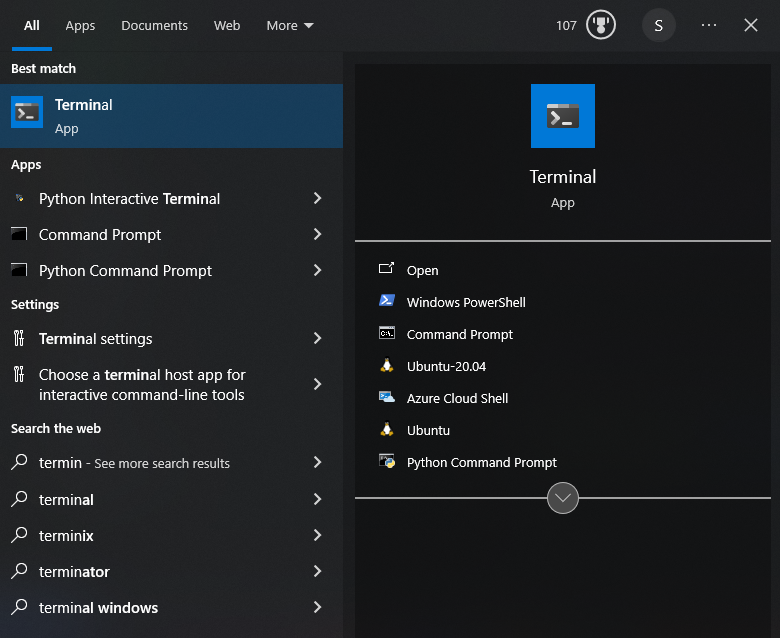 All Apps Documents Web More 107 S
Best match
Terminal
App
Apps
Python Interactive Terminal
Command Prompt
Python Command Prompt
Settings
Terminal settings
Choose a terminal host app for
interactive command-line tools
Search the web
termin - See more search results
terminal
terminix
terminator
terminal windows
Terminal
App
Open
Windows PowerShell
Command Prompt
Ubuntu-20.04
Azure Cloud Shell
Ubuntu
Python Command Prompt